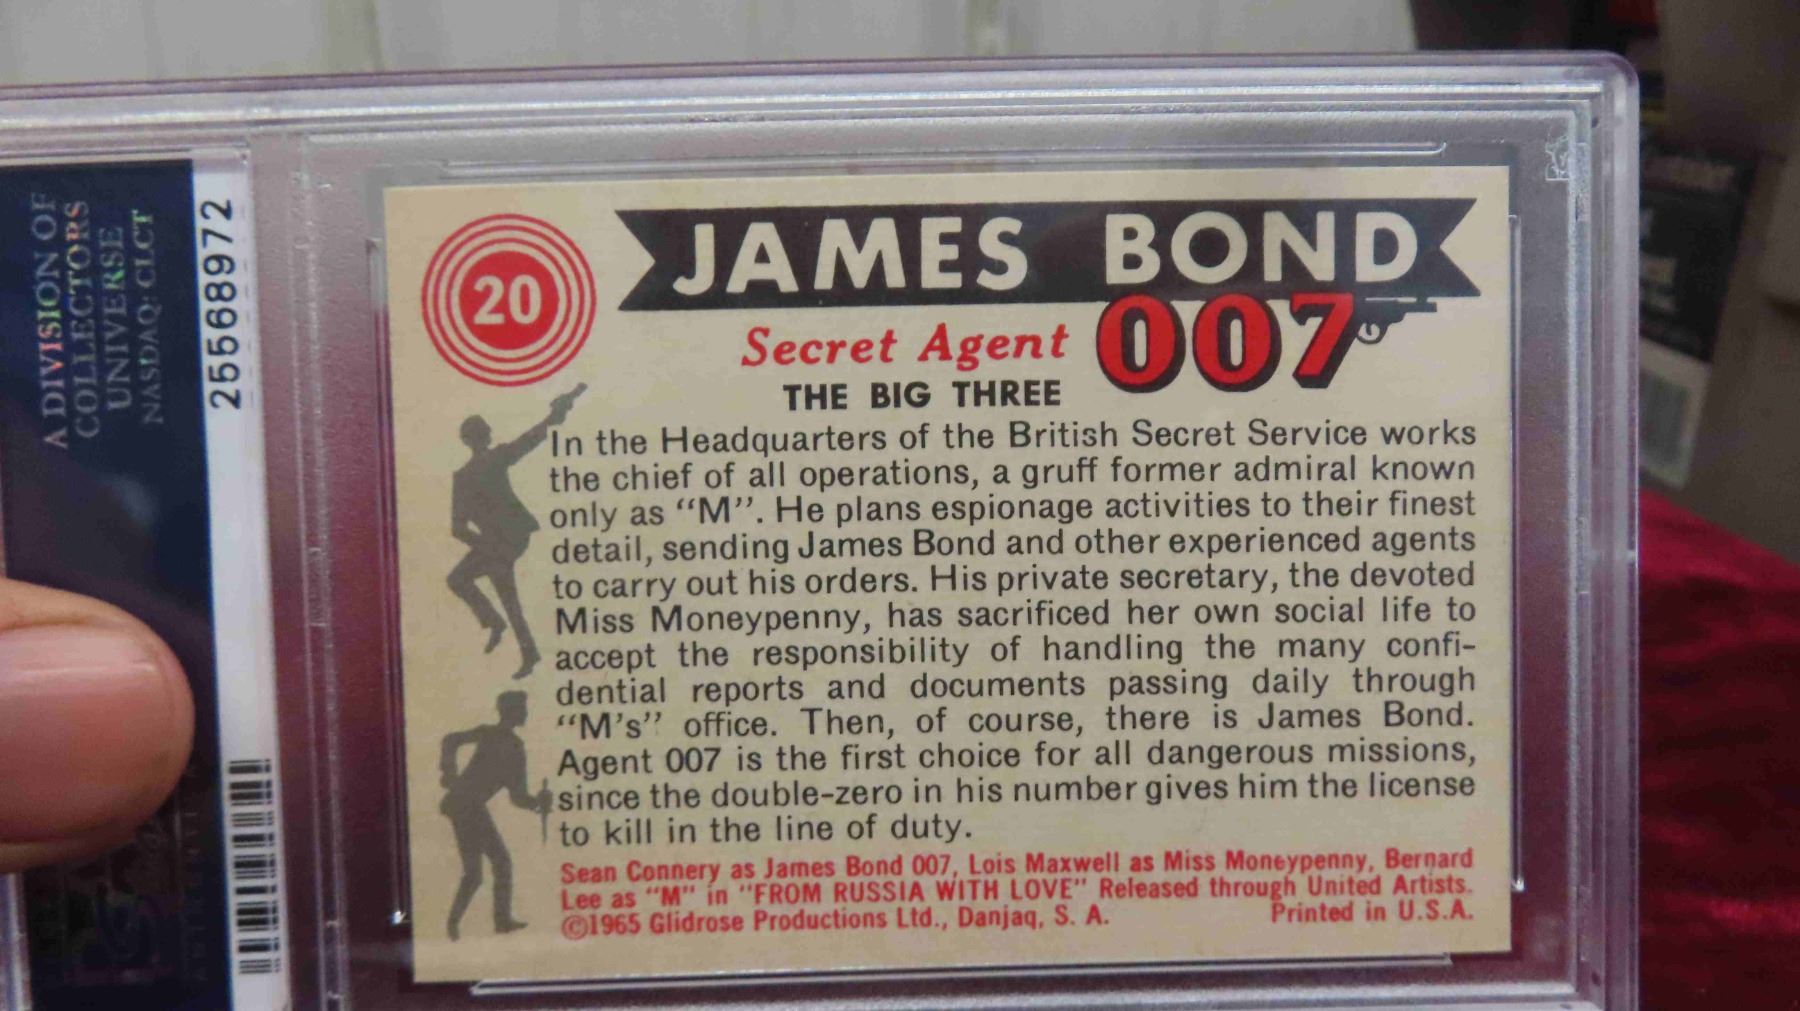 A DIVISION OF
COLLECTORS
UNIVERSE
NASDAQ: CLCT
25568972
20
JAMES BOND
007
Secret Agent
THE BIG THREE
In the Headquarters of the British Secret Service works
the chief of all operations, a gruff former admiral known
only as “M”. He plans espionage activities to their finest
detail, sending James Bond and other experienced agents
to carry out his orders. His private secretary, the devoted
Miss Moneypenny, has sacrificed her own social life to
accept the responsibility of handling the many confi-
dential reports and documents passing daily through
“M’s” office. Then, of course, there is James Bond.
Agent 007 is the first choice for all dangerous missions,
since the double-zero in his number gives him the license
to kill in the line of duty.
Sean Connery as James Bond 007, Lois Maxwell as Miss Moneypenny, Bernard
Lee as "M" in "FROM RUSSIA WITH LOVE" Released through United Artists.
©1965 Glidrose Productions Ltd., Danjaq, S. A. Printed in U.S.A.